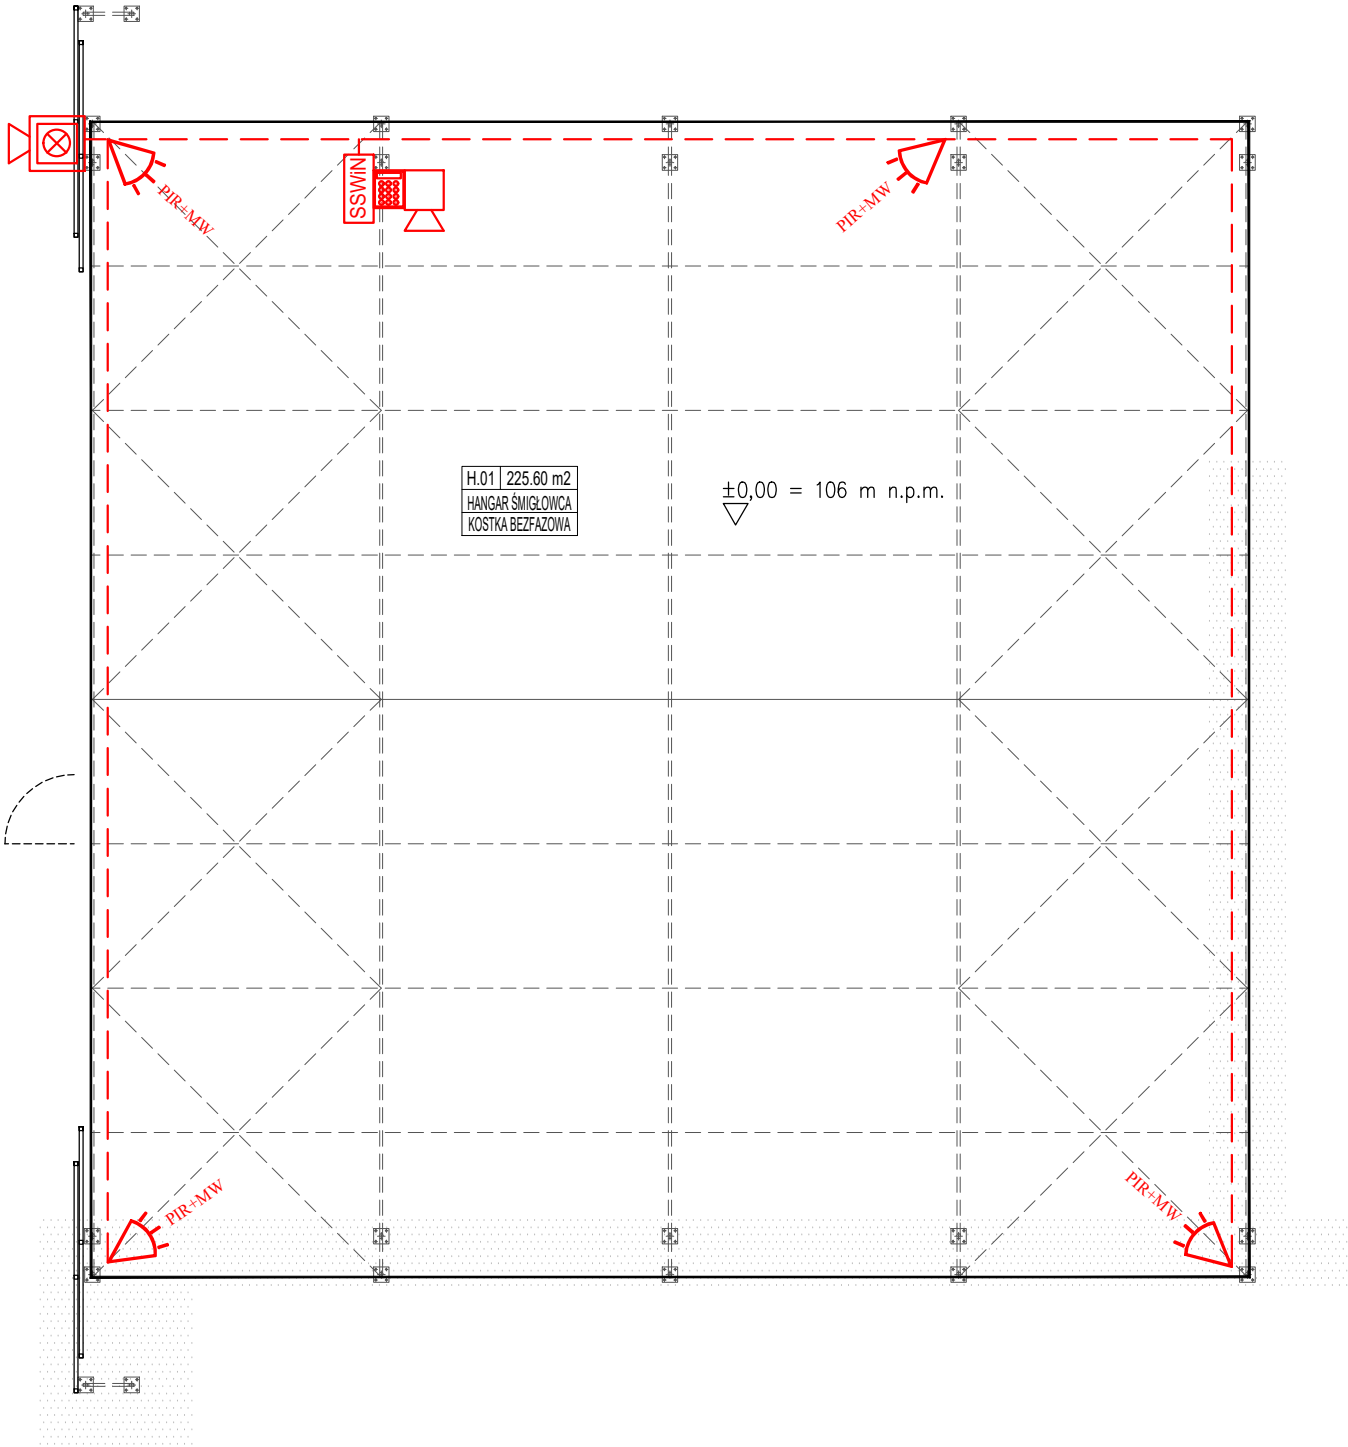 PIR+MW
SSWiN
PIR+MW
H.01 225.60 m2
HANGAR ŚMIGŁOWCA
KOSTKA BEZFAZOWA
±0,00 = 106 m n.p.m.
PIR+MW
PIR+MW